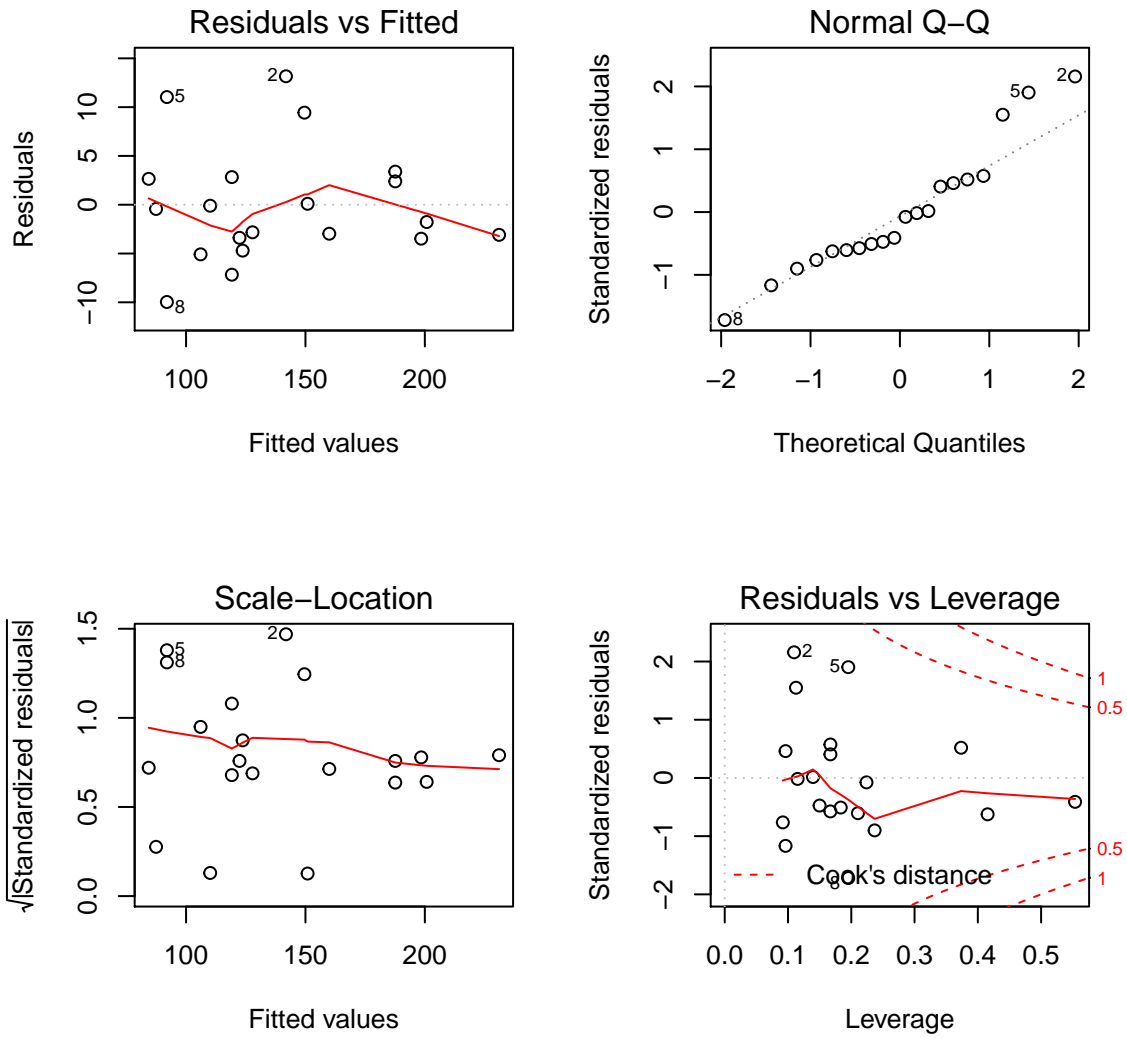 Residuals vs Fitted
Residuals
10
5
0
−5
−10
2
5
8
100 150 200
Fitted values
Normal Q−Q
Standardized residuals
2
1
0
−1
5
2
8
−2 −1 0 1 2
Theoretical Quantiles
Scale−Location
√|Standardized residuals|
1.5
1.0
0.5
0.0
2
5
8
100 150 200
Fitted values
Residuals vs Leverage
Standardized residuals
2
1
0
−1
−2
2
5
8
1
0.5
0.5
1
Cook's distance
0.0 0.1 0.2 0.3 0.4 0.5
Leverage